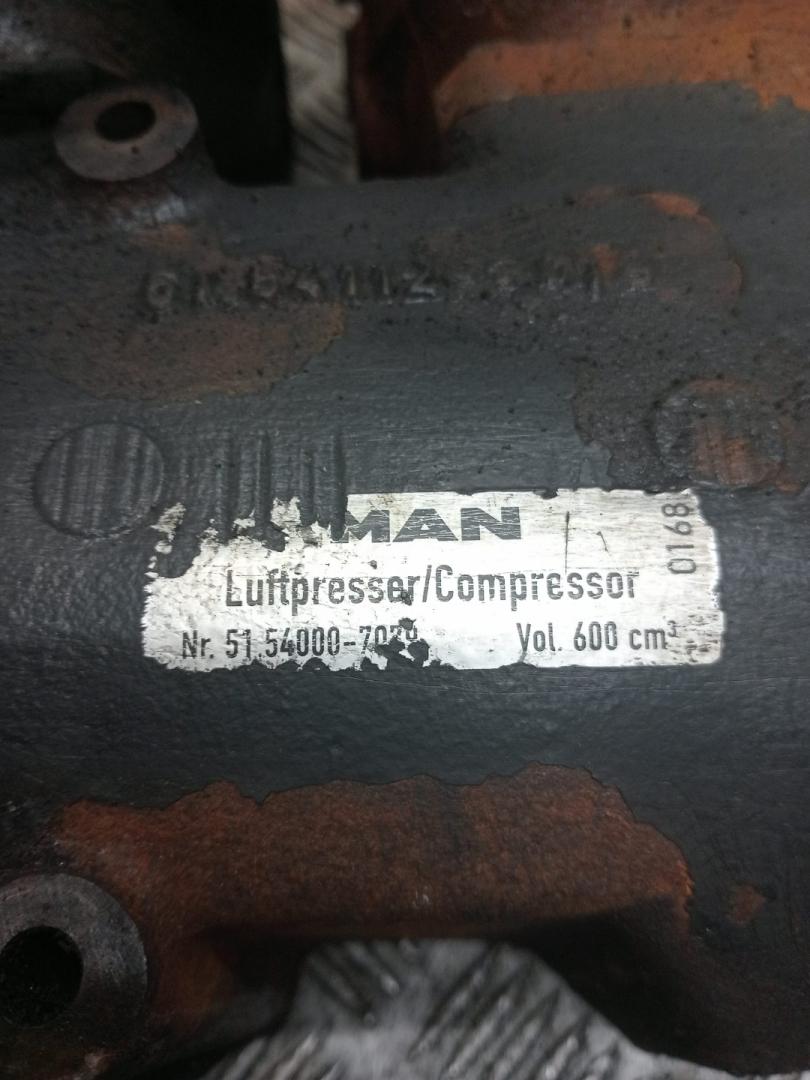 MAN
0168
Luftpresser/Compressor
Nr. Vol. 600 cm³